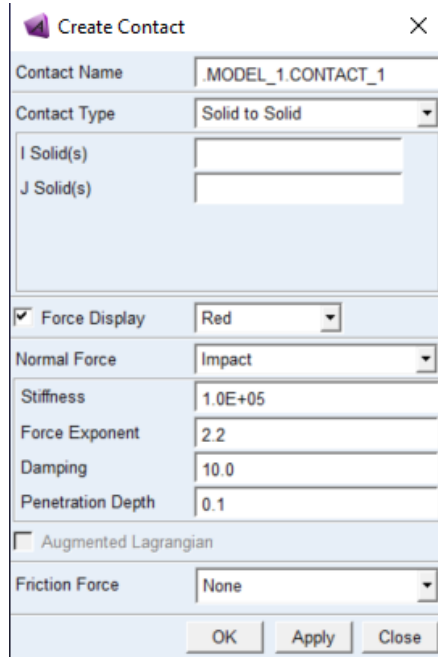 Create Contact
Contact Name .MODEL_1.CONTACT_1
Contact Type Solid to Solid
I Solid(s)
J Solid(s)
Force Display Red
Normal Force Impact
Stiffness 1.0E+05
Force Exponent 2.2
Damping 10.0
Penetration Depth 0.1
Augmented Lagrangian
Friction Force None
OK Apply Close